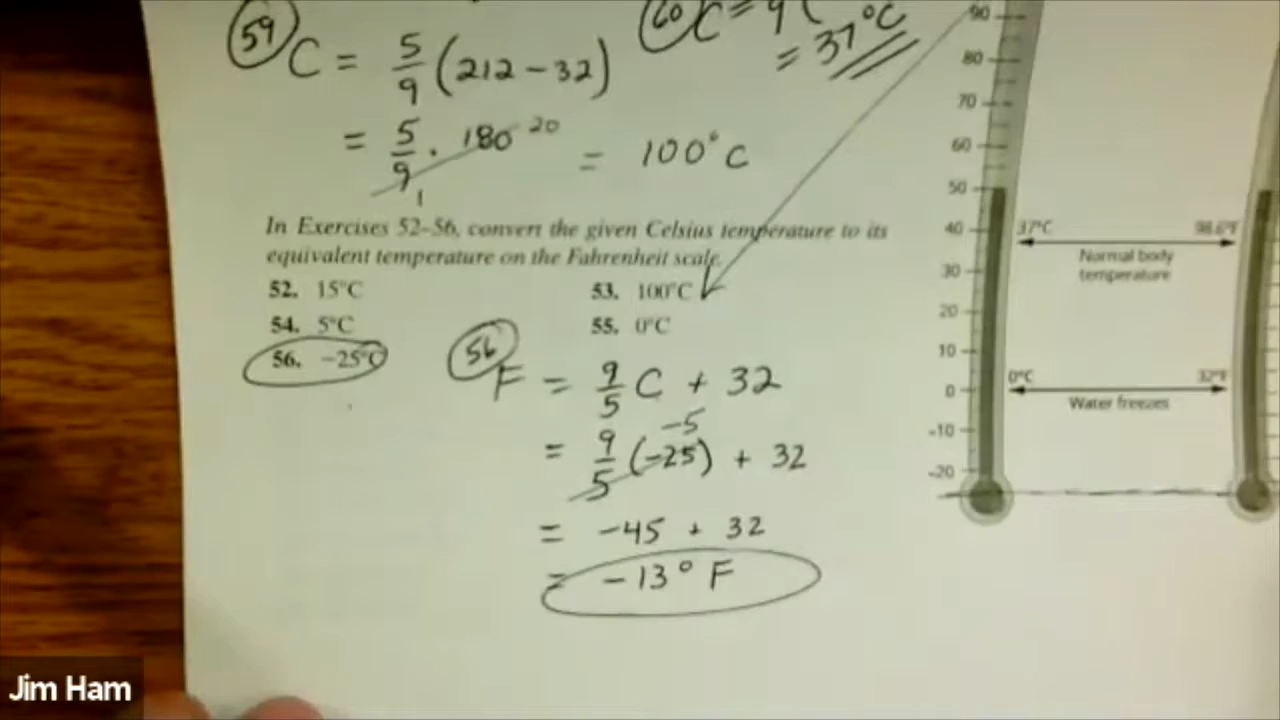 59 C = 5/9 (212 - 32)
= 5/9 · 180 20 = 100°C
1
60 C =
= 37°C
In Exercises 52–56, convert the given Celsius temperature to its
equivalent temperature on the Fahrenheit scale.
52. 15°C
53. 100°C
54. 5°C
55. 0°C
56. −25°C
56
F = 9/5 C + 32
-5
= 9/5 (-25) + 32
= -45 + 32
= -13° F
90
80
70
60
50
40
30
20
10
0
-10
-20
37°C 98.6°F
Normal body
temperature
0°C 32°F
Water freezes
Jim Ham